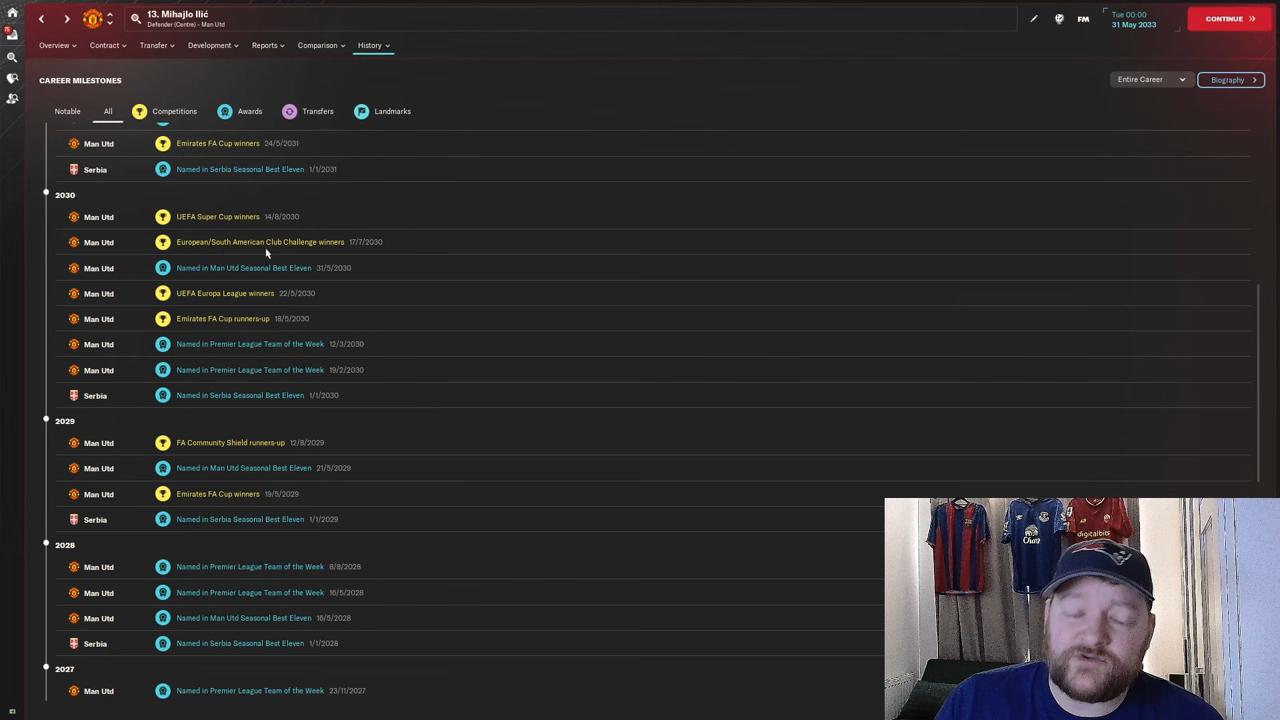 13. Mihajlo Ilić
Defender (Centre) - Man Utd
FM
Tue 00:00
31 May 2033
CONTINUE
Overview
Contract
Transfer
Development
Reports
Comparison
History
CAREER MILESTONES
Entire Career
Biography
Notable
All
Competitions
Awards
Transfers
Landmarks
Man Utd Emirates FA Cup winners 24/5/2031
Serbia Named in Serbia Seasonal Best Eleven 1/1/2031
2030
Man Utd UEFA Super Cup winners 14/8/2030
Man Utd European/South American Club Challenge winners 17/7/2030
Man Utd Named in Man Utd Seasonal Best Eleven 31/5/2030
Man Utd UEFA Europa League winners 22/5/2030
Man Utd Emirates FA Cup runners-up 18/5/2030
Man Utd Named in Premier League Team of the Week 12/3/2030
Man Utd Named in Premier League Team of the Week 19/2/2030
Serbia Named in Serbia Seasonal Best Eleven 1/1/2030
2029
Man Utd FA Community Shield runners-up 12/8/2029
Man Utd Named in Man Utd Seasonal Best Eleven 21/5/2029
Man Utd Emirates FA Cup winners 19/5/2029
Serbia Named in Serbia Seasonal Best Eleven 1/1/2029
2028
Man Utd Named in Premier League Team of the Week 8/8/2028
Man Utd Named in Premier League Team of the Week 16/5/2028
Man Utd Named in Man Utd Seasonal Best Eleven 16/5/2028
Serbia Named in Serbia Seasonal Best Eleven 1/1/2028
2027
Man Utd Named in Premier League Team of the Week 23/11/2027
Chan
digitalbits